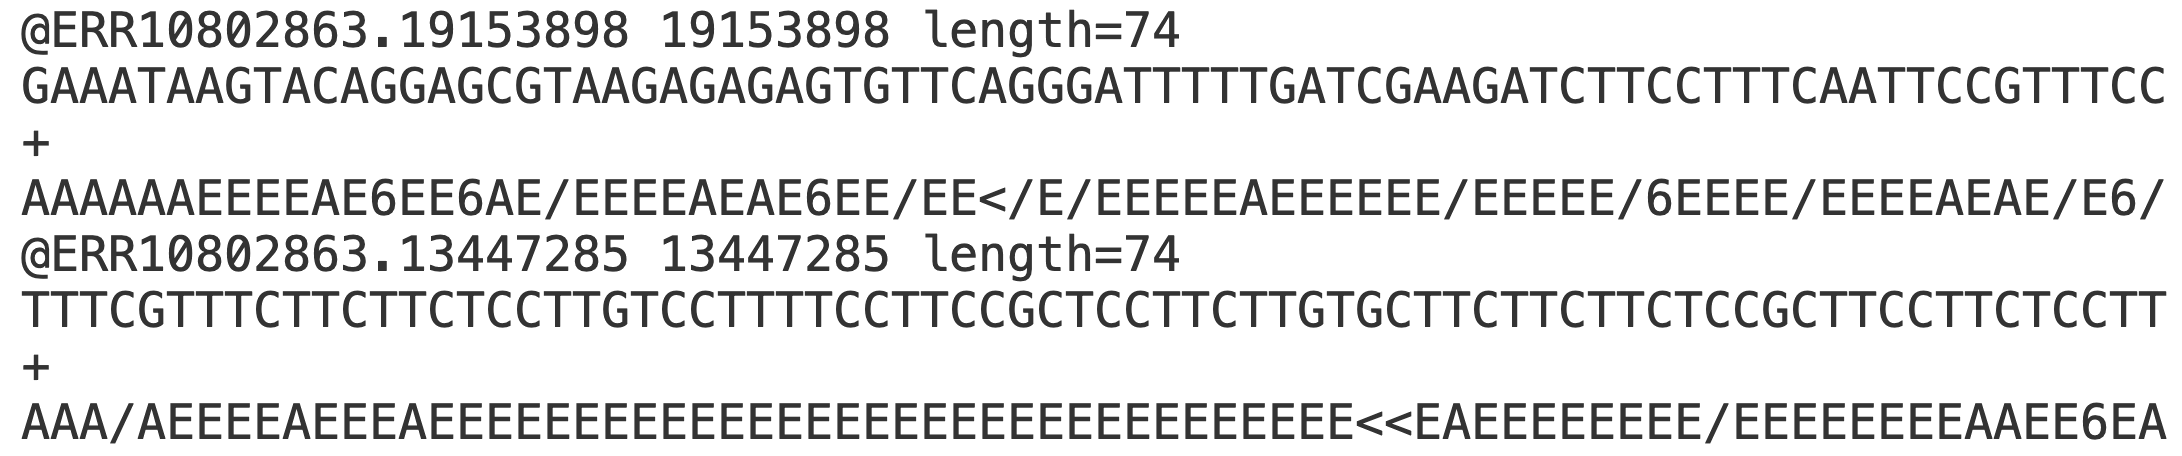 @ERR10802863.19153898 19153898 length=74
GAAATAAGTACAGGAGCGTAAGAGAGAGTGTTCAGGGATTTTTGATCGAAGATCTTCCTTTCAATTCCGTTTCC
+
AAAAAAEEEEAE6EE6AE/EEEEAEAE6EE/EE</E/EEEEEAEEEEEE/EEEEE/6EEEE/EEEEAEAE/E6/
@ERR10802863.13447285 13447285 length=74
TTTCGTTTCTTCTTCTCCTTGTCCTTTTCCTTCCGCTCCTTCTTGTGCTTCTTCTTCTCCGCTTCCTTCTCCTT
+
AAA/AEEEEAEEEAEEEEEEEEEEEEEEEEEEEEEEEEEEEEEEEE<<EAEEEEEEEE/EEEEEEEEAAEE6EA